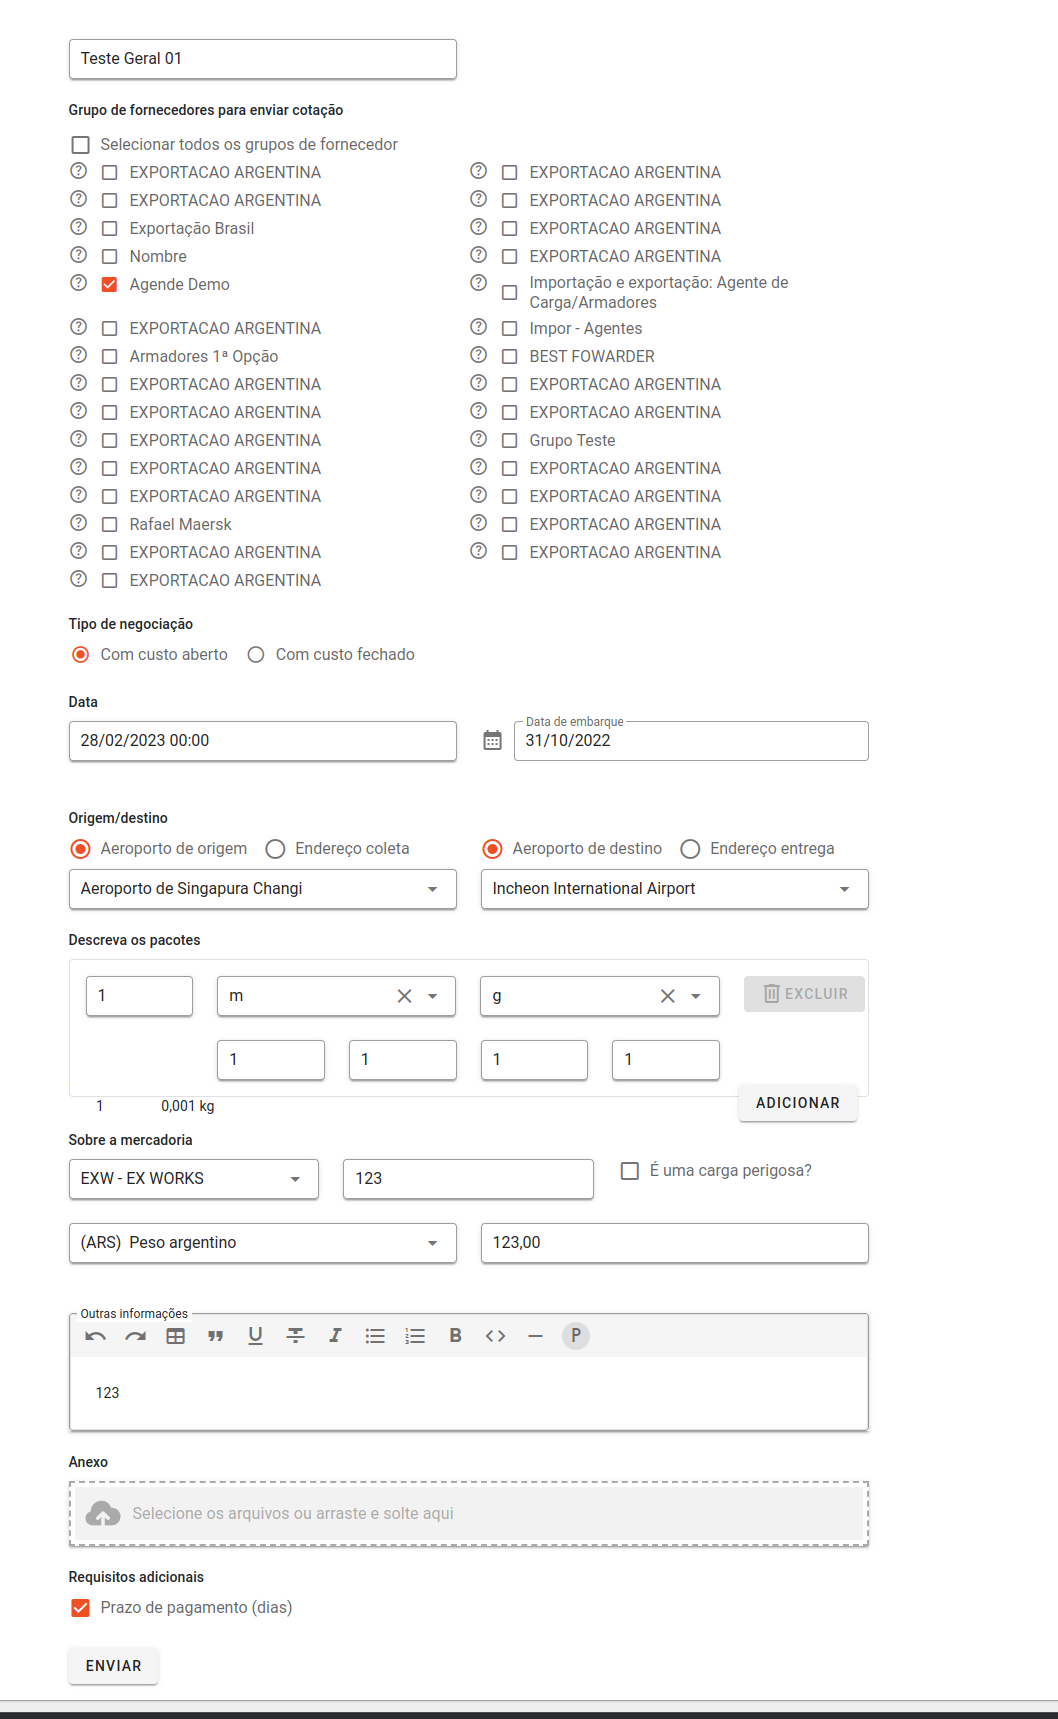 Teste Geral 01
Grupo de fornecedores para enviar cotação
Selecionar todos os grupos de fornecedor
EXPORTACAO ARGENTINA EXPORTACAO ARGENTINA
EXPORTACAO ARGENTINA EXPORTACAO ARGENTINA
Exportação Brasil EXPORTACAO ARGENTINA
Nombre EXPORTACAO ARGENTINA
Agende Demo Importação e exportação: Agente de
Carga/Armadores
EXPORTACAO ARGENTINA Impor - Agentes
Armadores 1ª Opção BEST FOWARDER
EXPORTACAO ARGENTINA EXPORTACAO ARGENTINA
EXPORTACAO ARGENTINA EXPORTACAO ARGENTINA
EXPORTACAO ARGENTINA Grupo Teste
EXPORTACAO ARGENTINA EXPORTACAO ARGENTINA
EXPORTACAO ARGENTINA EXPORTACAO ARGENTINA
Rafael Maersk EXPORTACAO ARGENTINA
EXPORTACAO ARGENTINA EXPORTACAO ARGENTINA
EXPORTACAO ARGENTINA
Tipo de negociação
Com custo aberto Com custo fechado
Data
Data de embarque
28/02/2023 00:00 31/10/2022
Origem/destino
Aeroporto de origem Endereço coleta Aeroporto de destino Endereço entrega
Aeroporto de Singapura Changi Incheon International Airport
Descreva os pacotes
1 m g EXCLUIR
1 1 1 1
1 0,001 kg ADICIONAR
Sobre a mercadoria
EXW - EX WORKS 123 É uma carga perigosa?
(ARS) Peso argentino 123,00
Outras informações
B P
123
Anexo
Selecione os arquivos ou arraste e solte aqui
Requisitos adicionais
Prazo de pagamento (dias)
ENVIAR